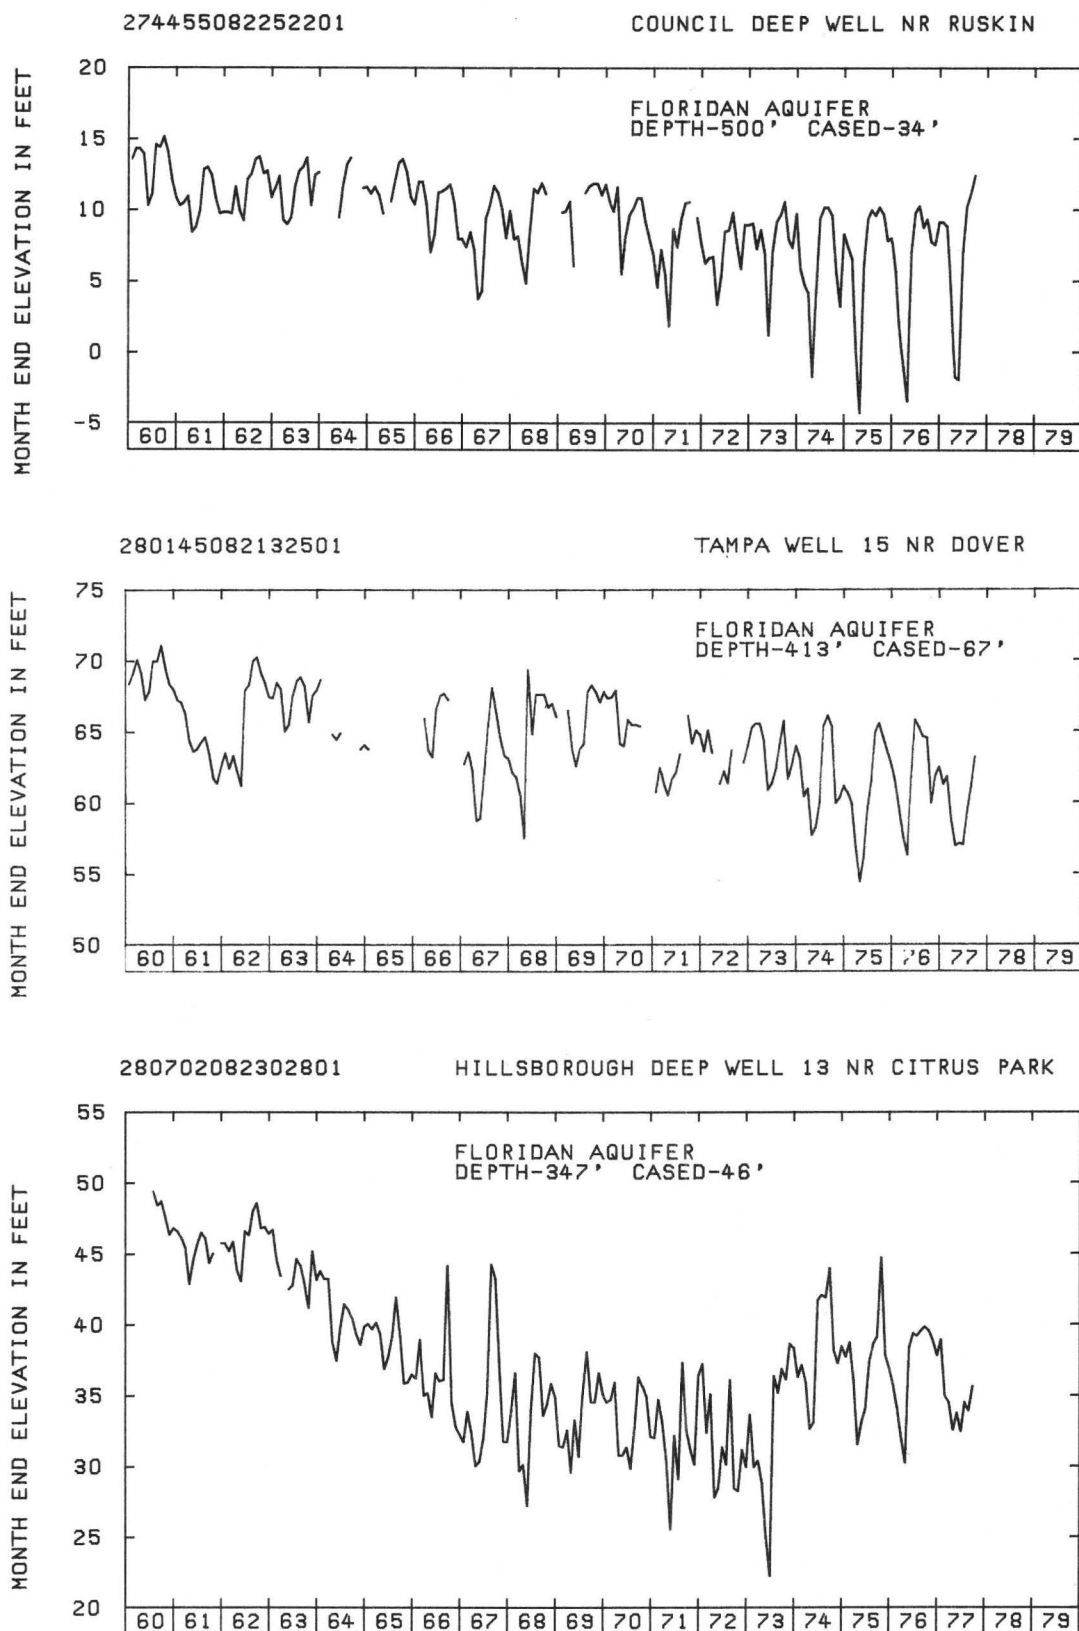 274455082252201 COUNCIL DEEP WELL NR RUSKIN
MONTH END ELEVATION IN FEET
20
15
10
5
0
-5
FLORIDAN AQUIFER
DEPTH-500' CASED-34'
60 61 62 63 64 65 66 67 68 69 70 71 72 73 74 75 76 77 78 79
280145082132501 TAMPA WELL 15 NR DOVER
MONTH END ELEVATION IN FEET
75
70
65
60
55
50
FLORIDAN AQUIFER
DEPTH-413' CASED-67'
60 61 62 63 64 65 66 67 68 69 70 71 72 73 74 75 76 77 78 79
280702082302801 HILLSBOROUGH DEEP WELL 13 NR CITRUS PARK
MONTH END ELEVATION IN FEET
55
50
45
40
35
30
25
20
FLORIDAN AQUIFER
DEPTH-347' CASED-46'
60 61 62 63 64 65 66 67 68 69 70 71 72 73 74 75 76 77 78 79